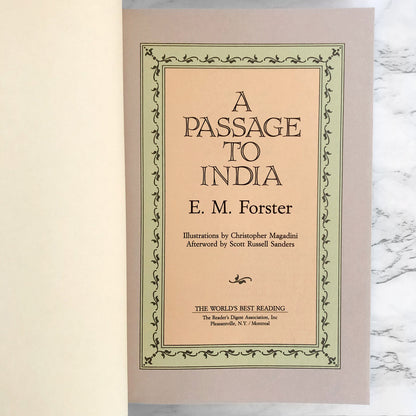 A
PASSAGE
TO
INDIA
E. M. Forster
Illustrations by Christopher Magadini
Afterword by Scott Russell Sanders
THE WORLD'S BEST READING
The Reader's Digest Association, Inc
Pleasantville, N.Y. / Montreal